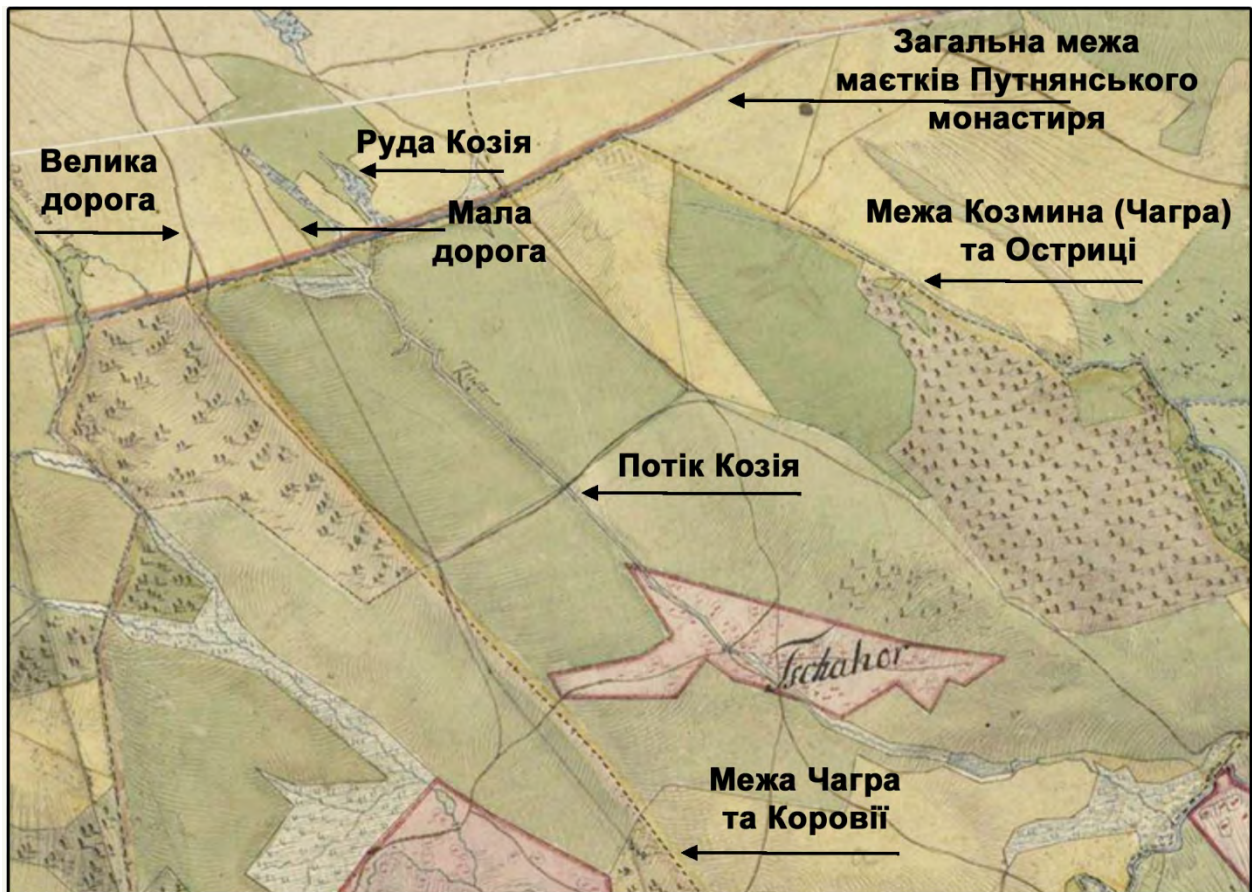 Загальна межа
маєтків Путнянського
монастиря
Руда Козія
Велика
дорога
Мала
дорога
Межа Козмина (Чагра)
та Остриці
Потік Козія
Tschahor
Межа Чагра
та Коровії